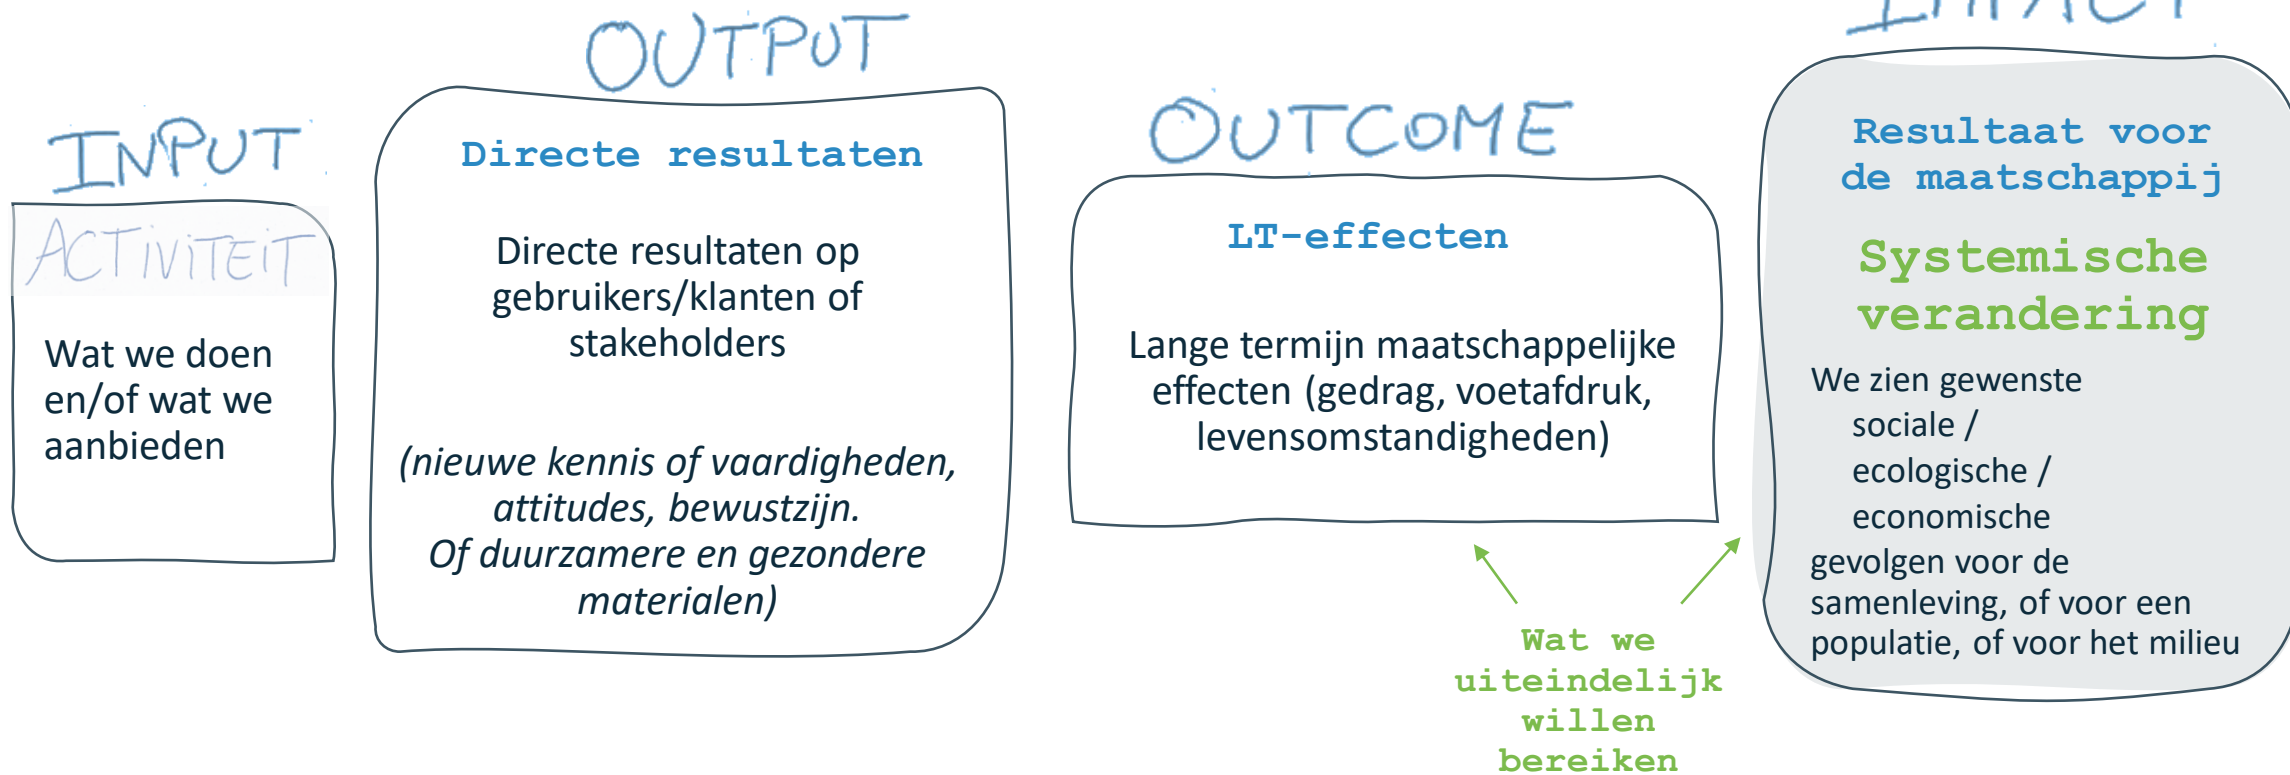 INPUT
ACTIVITEIT
Wat we doen
en/of wat we
aanbieden
OUTPUT
Directe resultaten
Directe resultaten op
gebruikers/klanten of
stakeholders
(nieuwe kennis of vaardigheden,
attitudes, bewustzijn.
Of duurzamere en gezondere
materialen)
OUTCOME
LT-effecten
Lange termijn maatschappelijke
effecten (gedrag, voetafdruk,
levensomstandigheden)
IMPACT
Resultaat voor
de maatschappij
Systemische
verandering
We zien gewenste
sociale /
ecologische /
economische
gevolgen voor de
samenleving, of voor een
populatie, of voor het milieu
Wat we
uiteindelijk
willen
bereiken